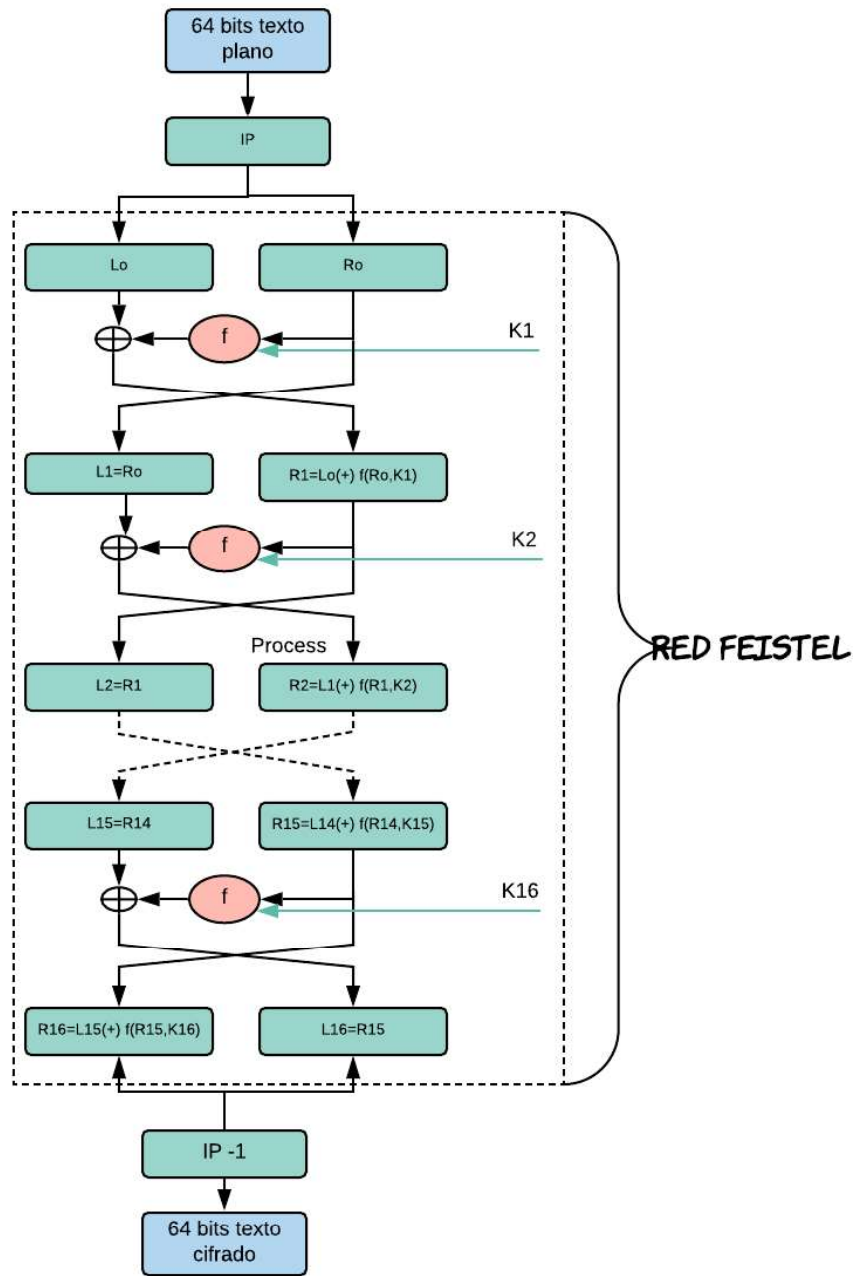 64 bits texto
plano
IP
Lo
Ro
f
K1
L1=Ro
R1=Lo(+) f(Ro,K1)
f
K2
RED FEISTEL
Process
L2=R1
R2=L1(+) f(R1,K2)
L15=R14
R15=L14(+) f(R14,K15)
f
K16
R16=L15(+) f(R15,K16)
L16=R15
IP -1
64 bits texto
cifrado